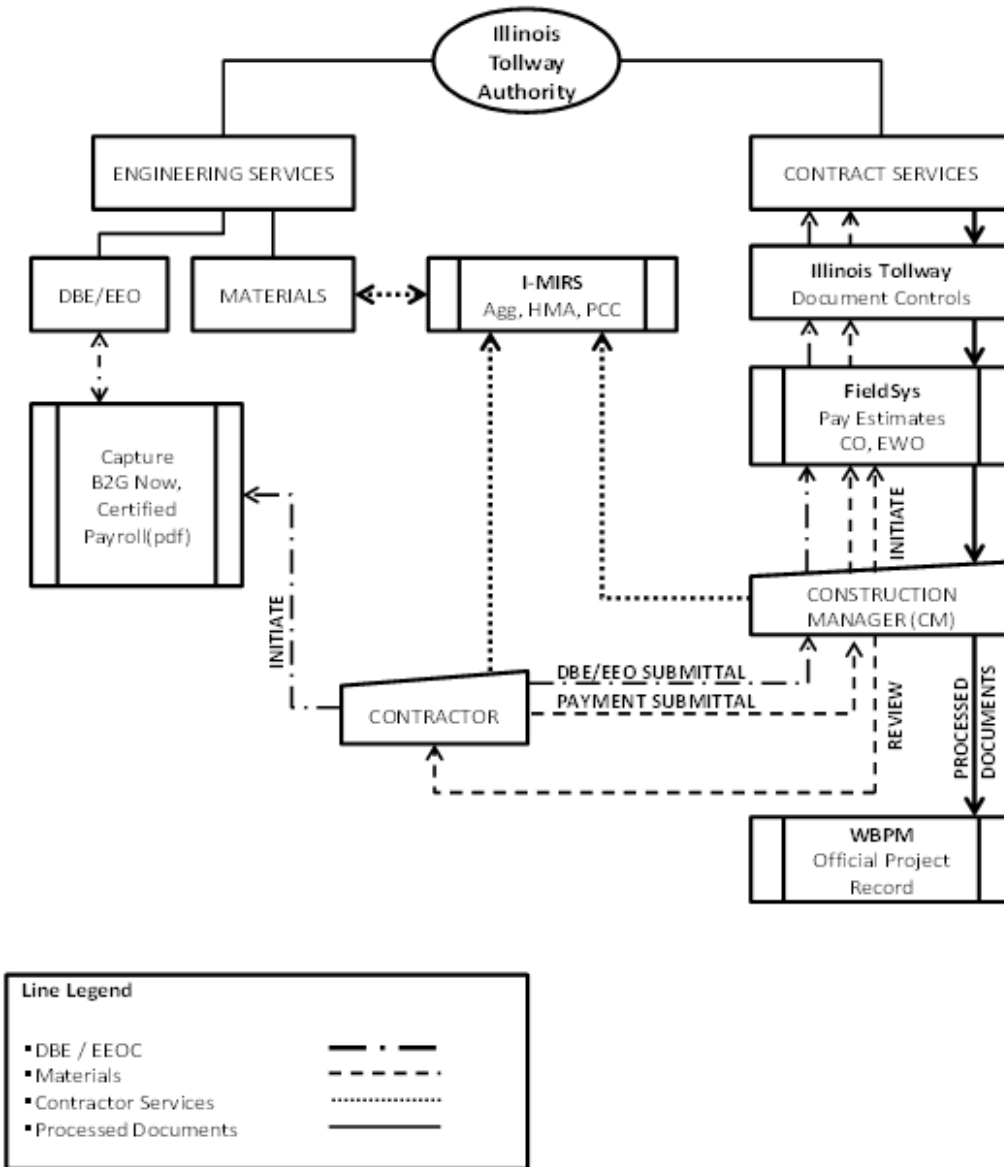 Illinois
Tollway
Authority
ENGINEERING SERVICES
CONTRACT SERVICES
DBE/EEO
MATERIALS
I-MIRS
Agg, HMA, PCC
Illinois Tollway
Document Controls
FieldSys
Pay Estimates
CO, EWO
Capture
B2G Now,
Certified
Payroll(pdf)
INITIATE
INITIATE
CONSTRUCTION
MANAGER (CM)
CONTRACTOR
DBE/EEO SUBMITTAL
PAYMENT SUBMITTAL
REVIEW
PROCESSED
DOCUMENTS
WBPM
Official Project
Record
Line Legend
▪DBE / EEOC
▪Materials
▪Contractor Services
▪Processed Documents